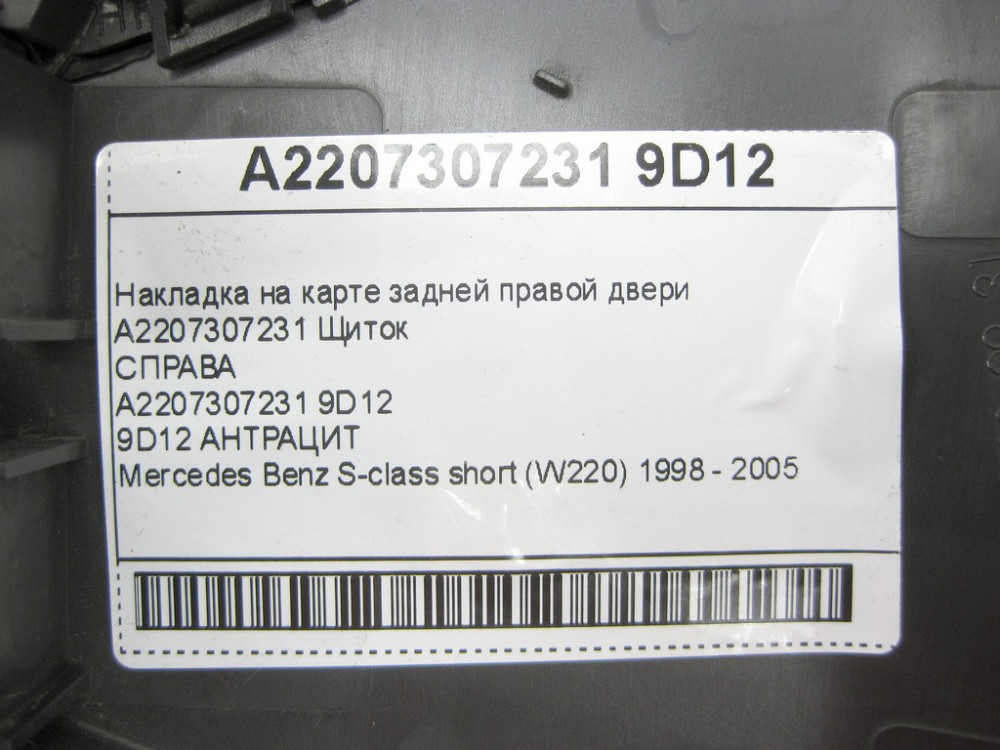 A2207307231 9D12
Накладка на карте задней правой двери
A2207307231 Щиток
СПРАВА
A2207307231 9D12
9D12 АНТРАЦИТ
Mercedes Benz S-class short (W220) 1998 - 2005